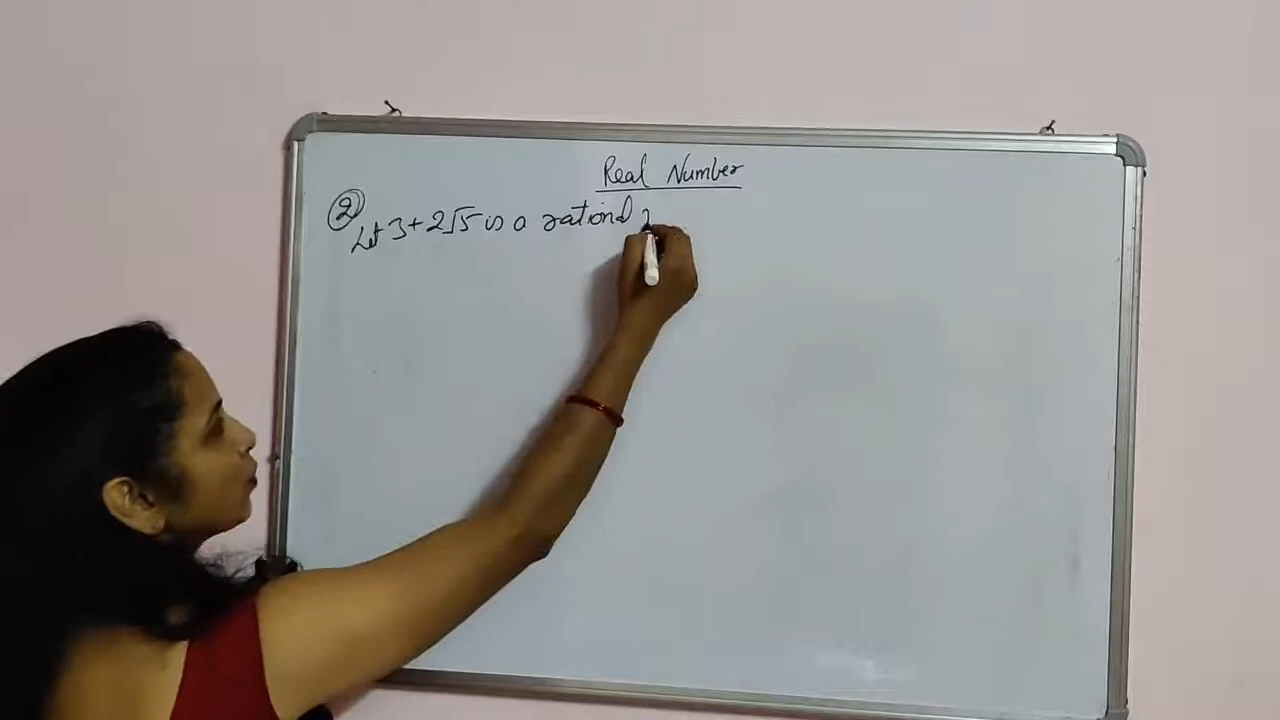 Real Number
② Let 3+2√5 is a rational